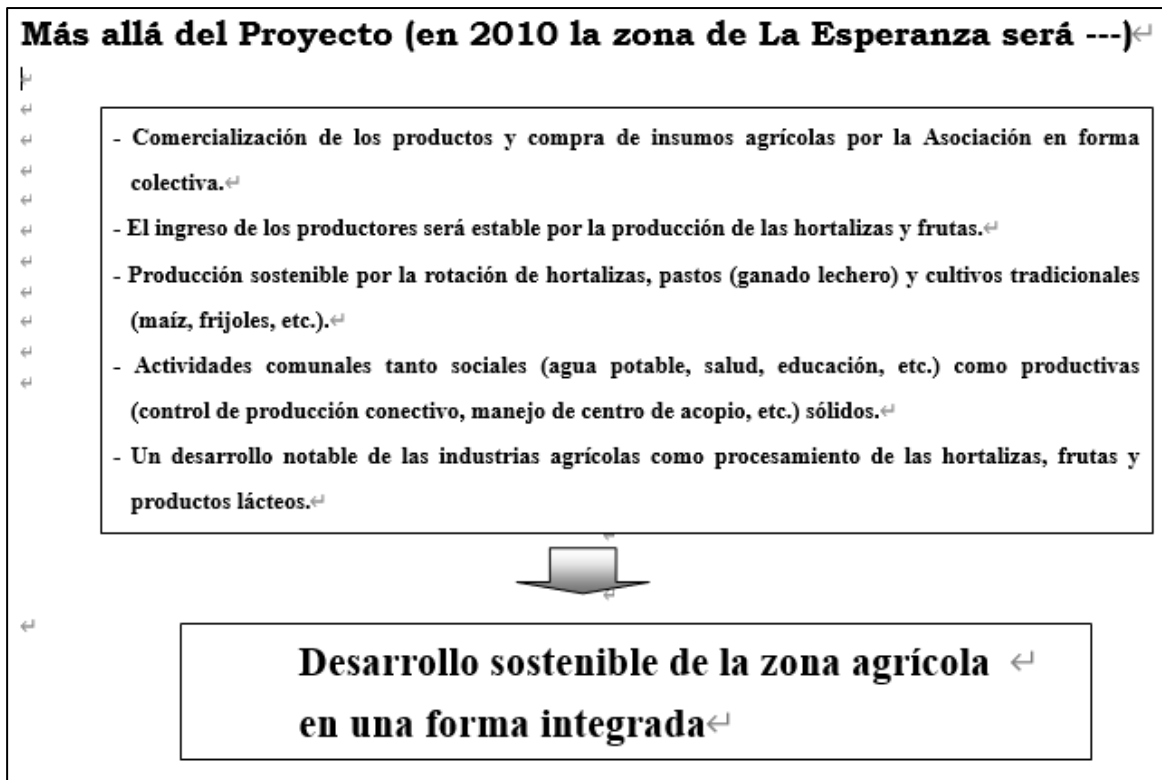 Más allá del Proyecto (en 2010 la zona de La Esperanza será ---)
- Comercialización de los productos y compra de insumos agrícolas por la Asociación en forma
colectiva.
- El ingreso de los productores será estable por la producción de las hortalizas y frutas.
- Producción sostenible por la rotación de hortalizas, pastos (ganado lechero) y cultivos tradicionales
(maíz, frijoles, etc.).
- Actividades comunales tanto sociales (agua potable, salud, educación, etc.) como productivas
(control de producción conectivo, manejo de centro de acopio, etc.) sólidos.
- Un desarrollo notable de las industrias agrícolas como procesamiento de las hortalizas, frutas y
productos lácteos.
Desarrollo sostenible de la zona agrícola
en una forma integrada